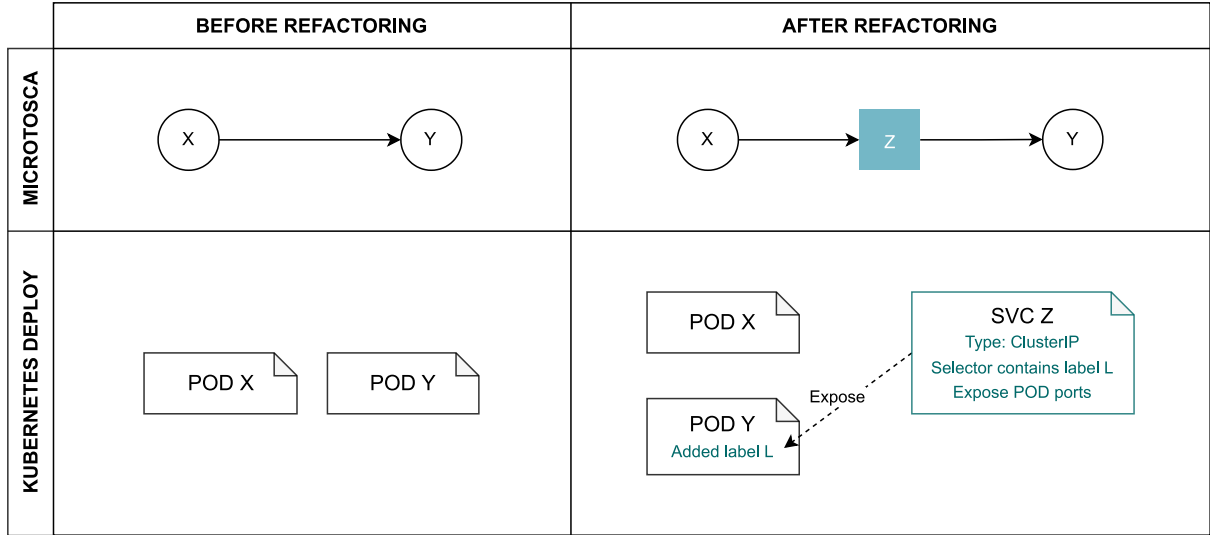 BEFORE REFACTORING
AFTER REFACTORING
MICROTOSCA
X
Y
X
Z
Y
KUBERNETES DEPLOY
POD X
POD Y
POD X
SVC Z
Type: ClusterIP
Selector contains label L
Expose POD ports
Expose
POD Y
Added label L